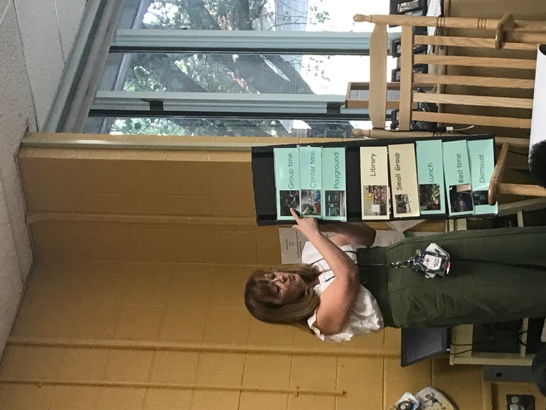 Group time
Center time
Playground
Library
Small Group
Lunch
Rest time
Dismissal